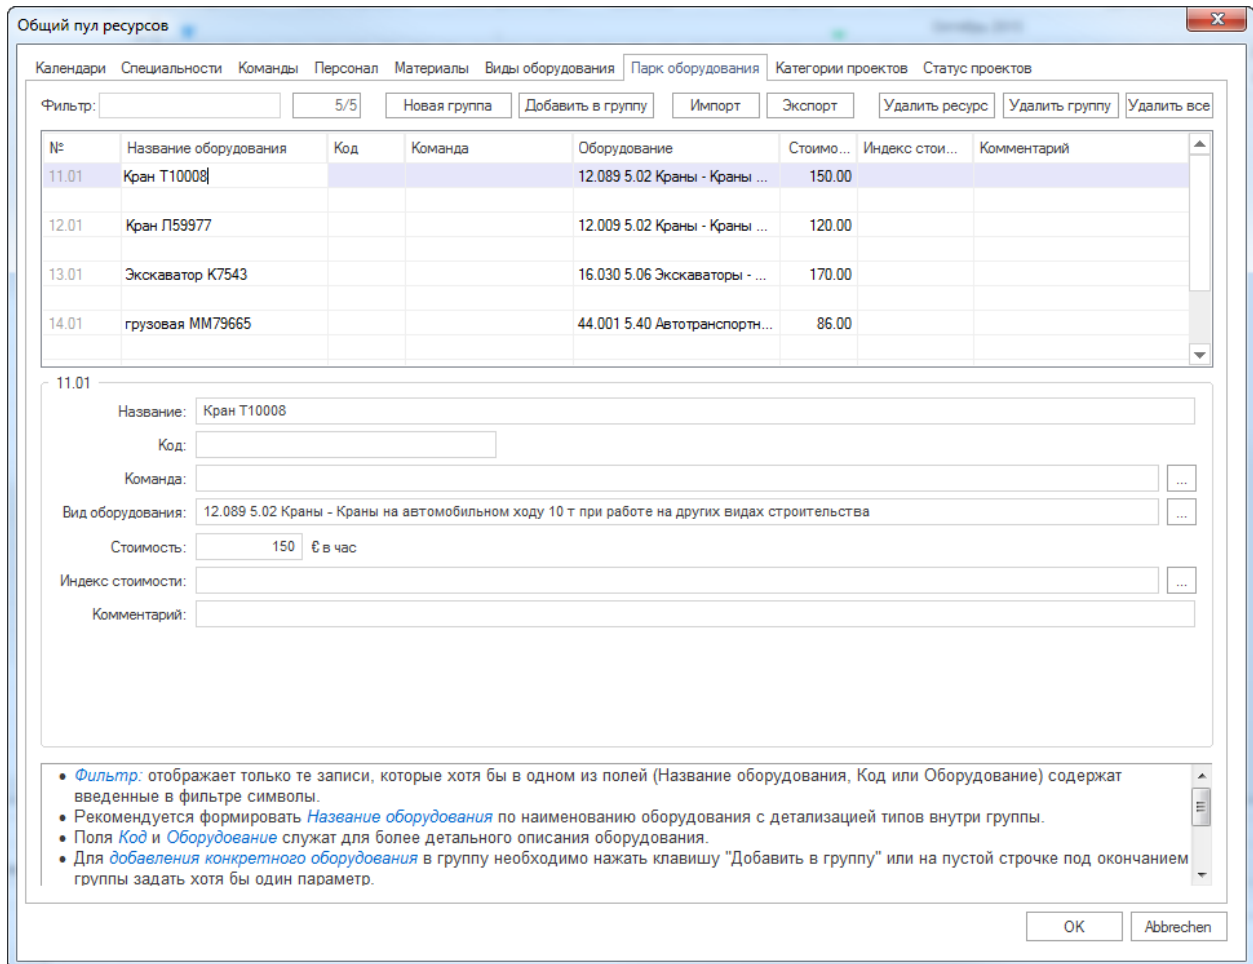 Общий пул ресурсов
Календари Специальности Команды Персонал Материалы Виды оборудования Парк оборудования Категории проектов Статус проектов
Фильтр: 5/5 Новая группа Добавить в группу Импорт Экспорт Удалить ресурс Удалить группу Удалить все
№ Название оборудования Код Команда Оборудование Стоимо... Индекс стои... Комментарий
11.01 Кран Т10008 12.089 5.02 Краны - Краны ... 150.00
12.01 Кран Л59977 12.009 5.02 Краны - Краны ... 120.00
13.01 Экскаватор К7543 16.030 5.06 Экскаваторы - ... 170.00
14.01 грузовая ММ79665 44.001 5.40 Автотранспортн... 86.00
11.01
Название: Кран Т10008
Код:
Команда: ...
Вид оборудования: 12.089 5.02 Краны - Краны на автомобильном ходу 10 т при работе на других видах строительства ...
Стоимость: 150 € в час
Индекс стоимости: ...
Комментарий:
• Фильтр: отображает только те записи, которые хотя бы в одном из полей (Название оборудования, Код или Оборудование) содержат
введенные в фильтре символы.
• Рекомендуется формировать Название оборудования по наименованию оборудования с детализацией типов внутри группы.
• Поля Код и Оборудование служат для более детального описания оборудования.
• Для добавления конкретного оборудования в группу необходимо нажать клавишу "Добавить в группу" или на пустой строчке под окончанием
группы задать хотя бы один параметр.
OK Abbrechen